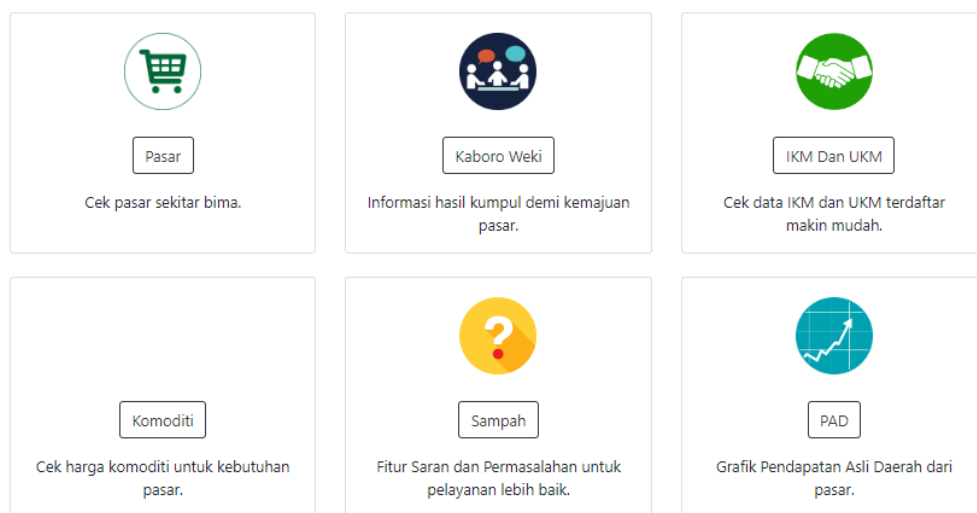 Pasar
Cek pasar sekitar bima.
Kaboro Weki
Informasi hasil kumpul demi kemajuan
pasar.
IKM Dan UKM
Cek data IKM dan UKM terdaftar
makin mudah.
Komoditi
Cek harga komoditi untuk kebutuhan
pasar.
Sampah
Fitur Saran dan Permasalahan untuk
pelayanan lebih baik.
PAD
Grafik Pendapatan Asli Daerah dari
pasar.